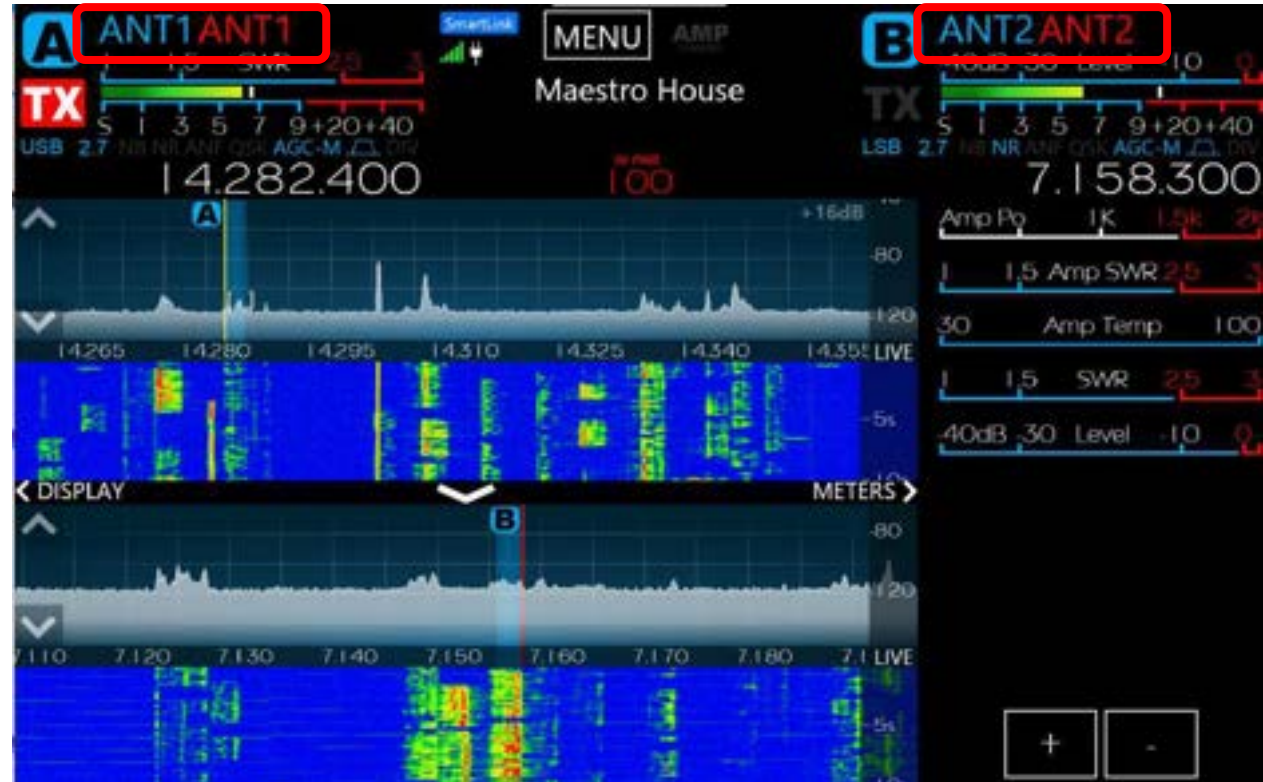 A ANT1 ANT1
SmartLink
MENU
AMP
B ANT2 ANT2
1 1,5 SWR 2,5 3
-40dB -30 Level -10 0
TX
Maestro House
TX
S 1 3 5 7 9 +20 +40
S 1 3 5 7 9 +20 +40
USB 2.7 NB NR ANF QSK AGC-M DIV
LSB 2.7 NB NR ANF QSK AGC-M DIV
14.282.400
100
7.158.300
A
+16dB
-80
-120
14.265 14.280 14.295 14.310 14.325 14.340 14.355 LIVE
-5s
Amp Po 1K 1.5k 2k
1 1,5 Amp SWR 2,5 3
30 Amp Temp 100
1 1,5 SWR 2,5 3
-40dB -30 Level -10 0
< DISPLAY
METERS >
B
-80
-120
7.110 7.120 7.130 7.140 7.150 7.160 7.170 7.180 7.1 LIVE
-5s
+ -